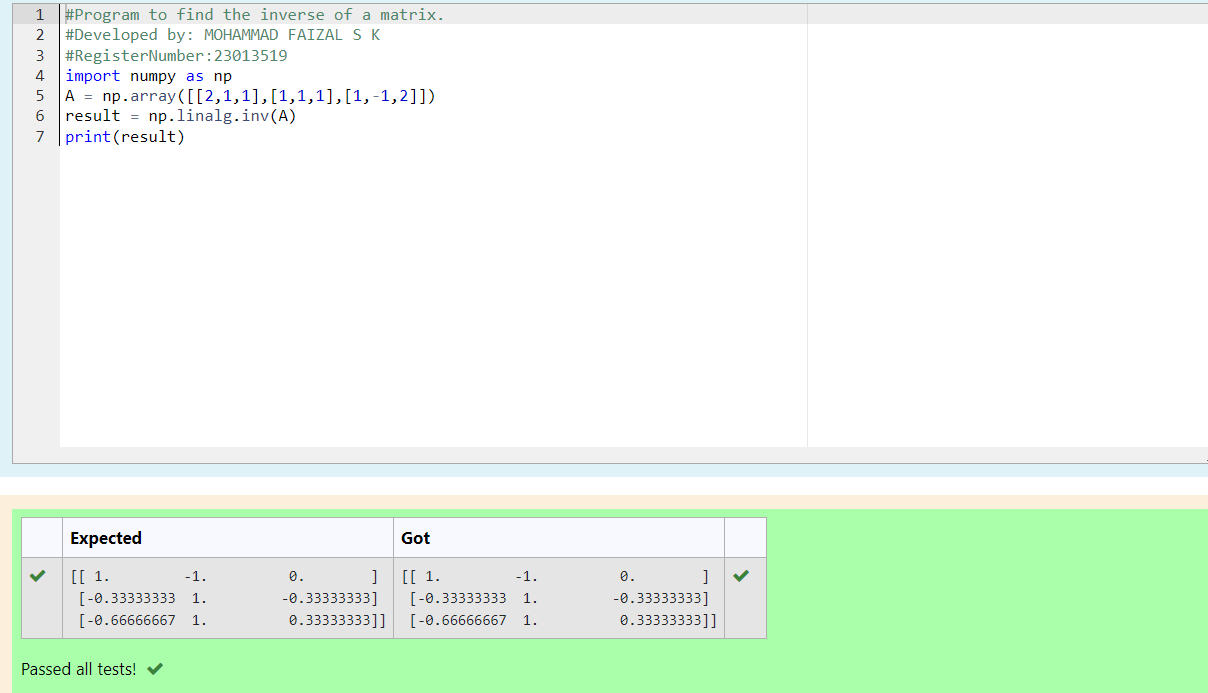 1 #Program to find the inverse of a matrix.
2 #Developed by: MOHAMMAD FAIZAL S K
3 #RegisterNumber:23013519
4 import numpy as np
5 A = np.array([[2,1,1],[1,1,1],[1,-1,2]])
6 result = np.linalg.inv(A)
7 print(result)
Expected Got
[[ 1. -1. 0. ] [[ 1. -1. 0. ]
[-0.33333333 1. -0.33333333] [-0.33333333 1. -0.33333333]
[-0.66666667 1. 0.33333333]] [-0.66666667 1. 0.33333333]]
Passed all tests!